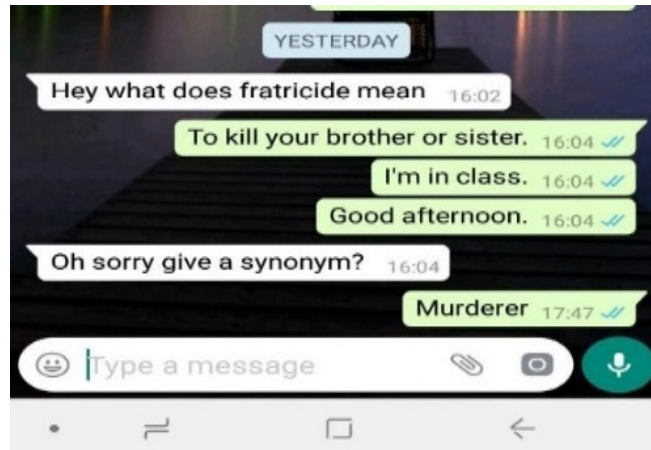 YESTERDAY
Hey what does fratricide mean 16:02
To kill your brother or sister. 16:04
I'm in class. 16:04
Good afternoon. 16:04
Oh sorry give a synonym? 16:04
Murderer 17:47
Type a message